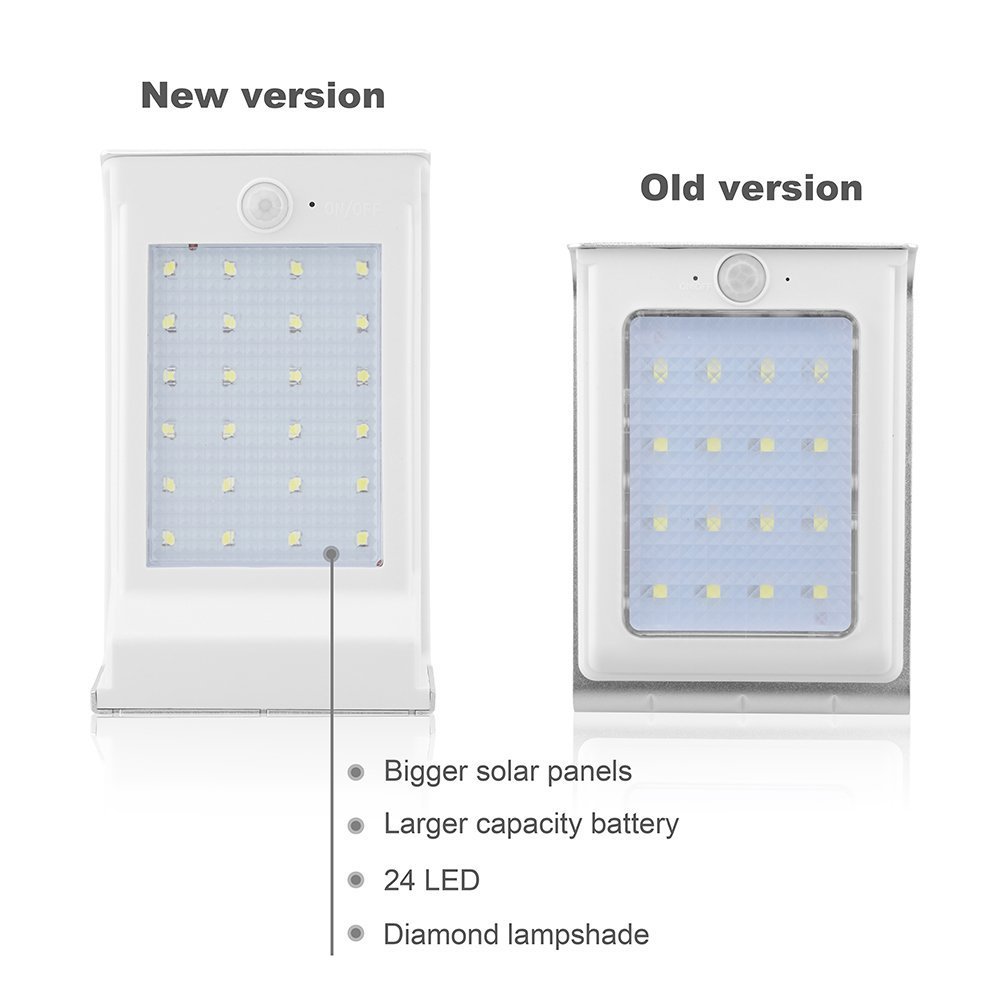 New version
Old version
ON/OFF
Bigger solar panels
Larger capacity battery
24 LED
Diamond lampshade